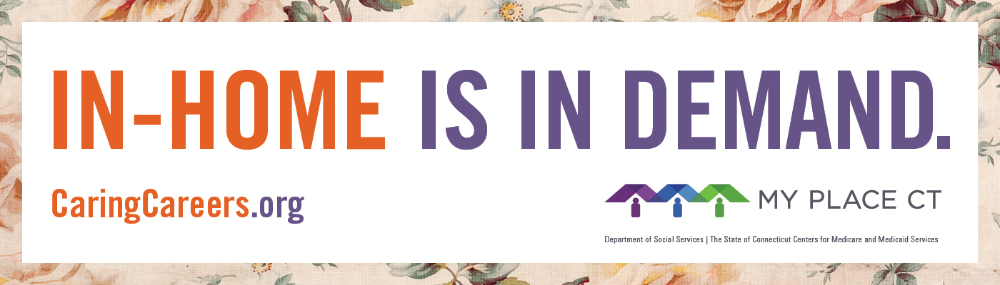 IN-HOME IS IN DEMAND.
CaringCareers.org
MY PLACE CT
Department of Social Services | The State of Connecticut Centers for Medicare and Medicaid Services